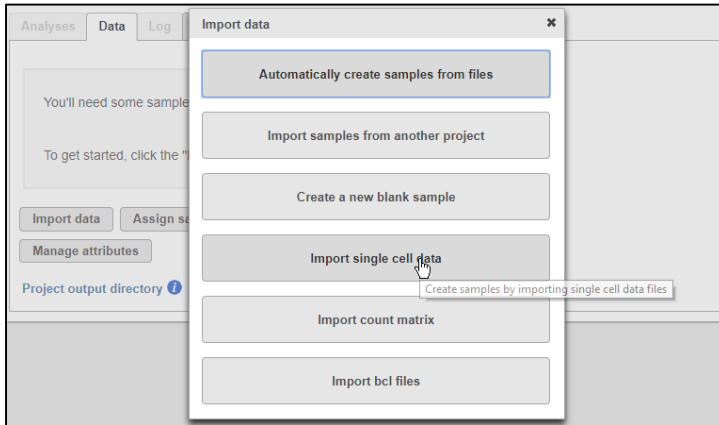 Analyses Data Log
Import data
Automatically create samples from files
You'll need some sample
Import samples from another project
To get started, click the "
Create a new blank sample
Import data Assign sa
Manage attributes
Import single cell data
Create samples by importing single cell data files
Project output directory
Import count matrix
Import bcl files